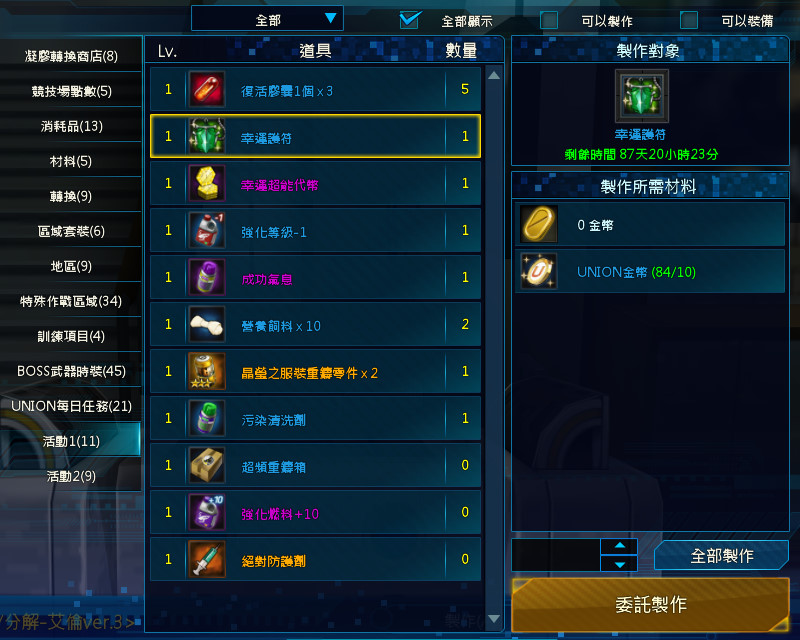 全部
全部顯示
可以製作
可以裝備
凝膠轉換商店(8)
競技場點數(5)
消耗品(13)
材料(5)
轉換(9)
區域套裝(6)
地區(9)
特殊作戰區域(34)
訓練項目(4)
BOSS武器時裝(45)
UNION每日任務(21)
活動1(11)
活動2(9)
Lv. 道具 數量
1 復活膠囊1個 x 3 5
1 幸運護符 1
1 幸運超能代幣 1
-1
1 強化等級-1 1
1 成功氣息 1
1 營養飼料 x 10 2
1 晶螢之服裝重鑄零件 x 2 1
1 污染清洗劑 1
1 超頻重鑄箱 0
+10
1 強化燃料+10 0
1 絕對防護劑 0
製作對象
幸運護符
剩餘時間 87天20小時23分
製作所需材料
0 金幣
UNION金幣 (84/10)
全部製作
委託製作
/分解-艾倫ver.3>